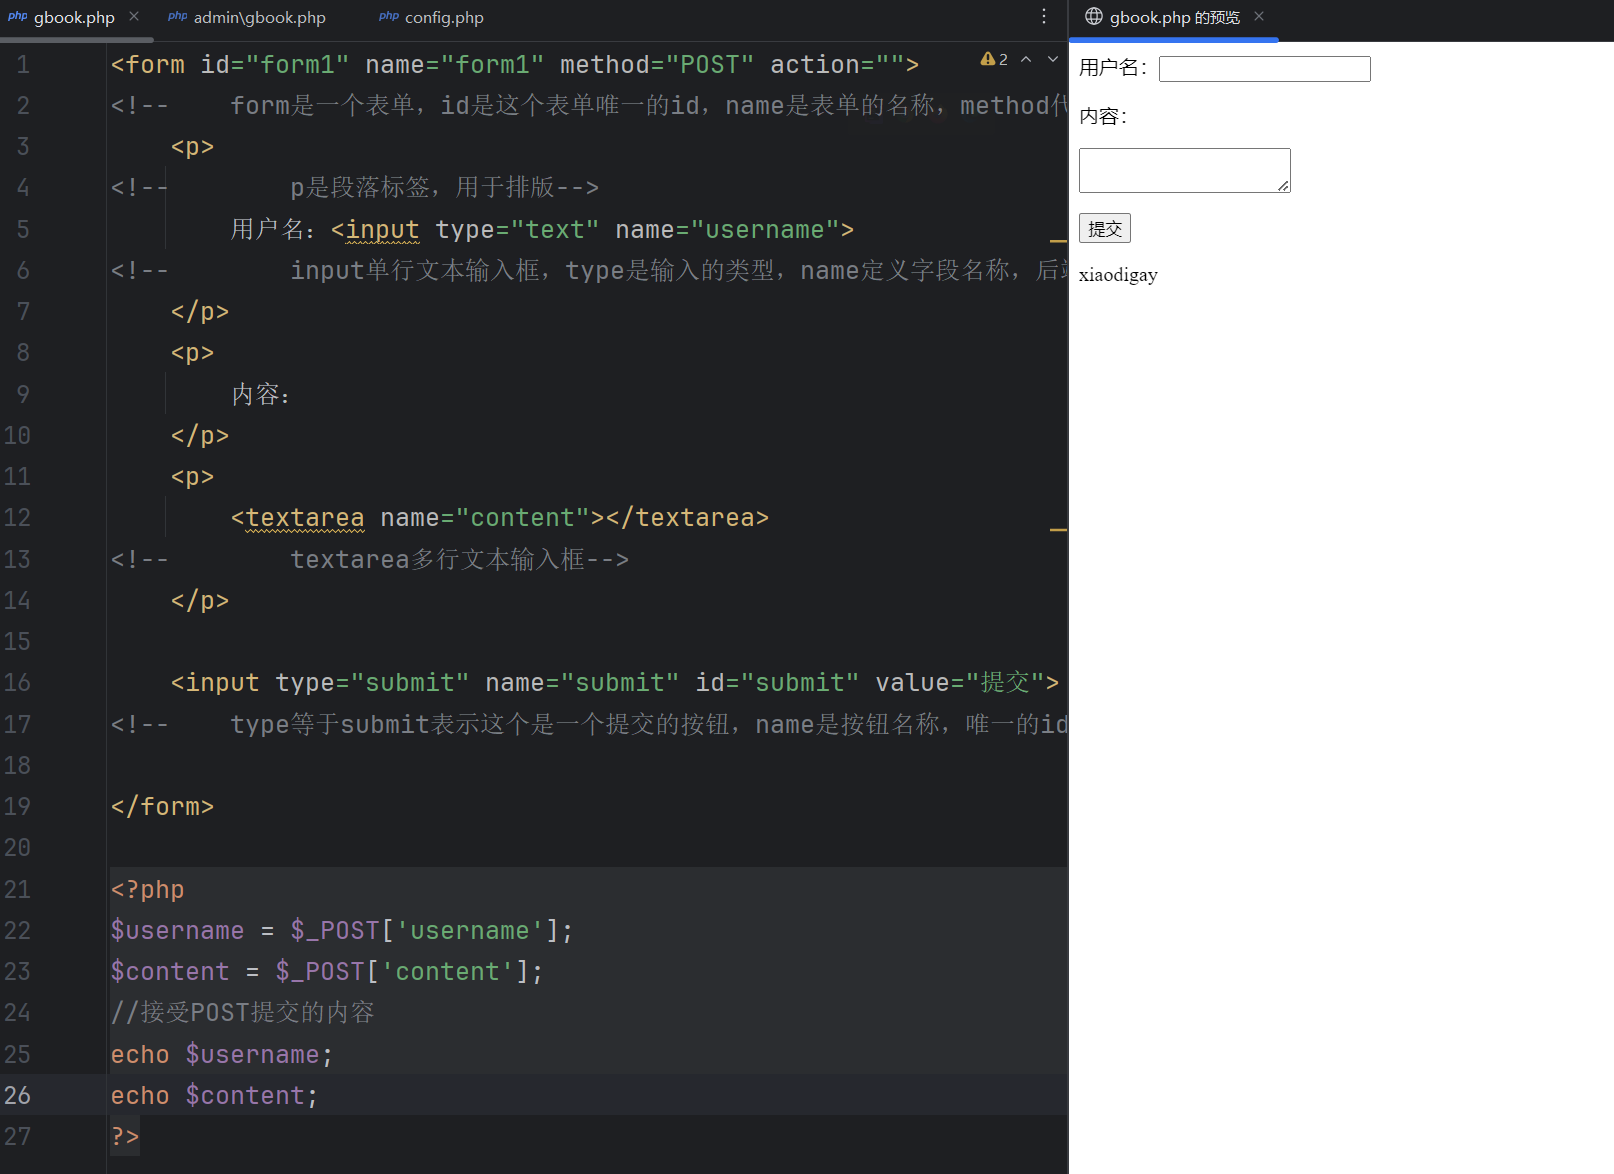 php gbook.php
php admin\gbook.php
php config.php
2
1 <form id="form1" name="form1" method="POST" action="">
2 <!-- form是一个表单，id是这个表单唯一的id，name是表单的名称，method代
3 <p>
4 <!-- p是段落标签，用于排版-->
5 用户名：<input type="text" name="username">
6 <!-- input单行文本输入框，type是输入的类型，name定义字段名称，后端
7 </p>
8 <p>
9 内容：
10 </p>
11 <p>
12 <textarea name="content"></textarea>
13 <!-- textarea多行文本输入框-->
14 </p>
15
16 <input type="submit" name="submit" id="submit" value="提交">
17 <!-- type等于submit表示这个是一个提交的按钮，name是按钮名称，唯一的id
18
19 </form>
20
21 <?php
22 $username = $_POST['username'];
23 $content = $_POST['content'];
24 //接受POST提交的内容
25 echo $username;
26 echo $content;
27 ?>
gbook.php 的预览
用户名：
内容：
提交
xiaodigay